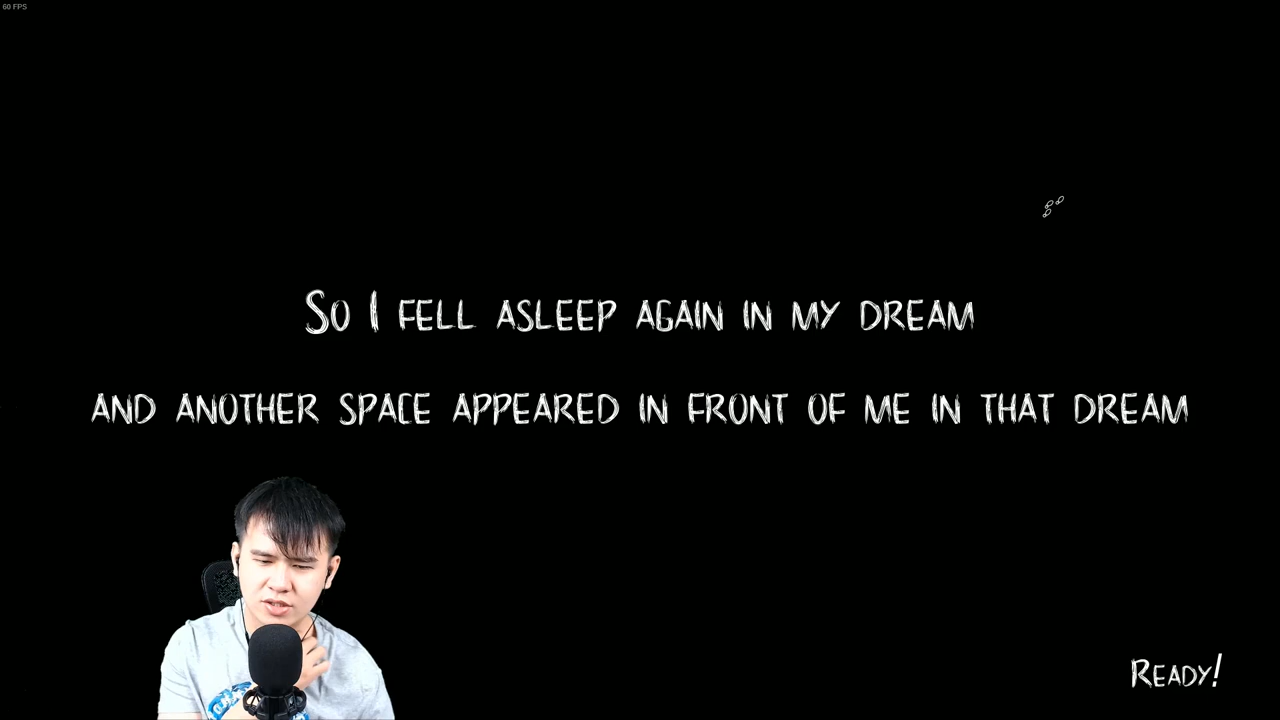 60 FPS
So I fell asleep again in my dream
and another space appeared in front of me in that dream
Ready!